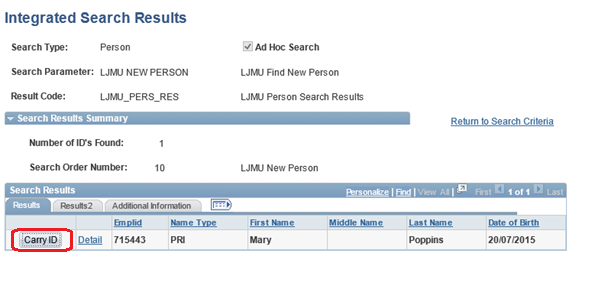 Integrated Search Results
Search Type: Person Ad Hoc Search
Search Parameter: LJMU NEW PERSON LJMU Find New Person
Result Code: LJMU_PERS_RES LJMU Person Search Results
Search Results Summary
Return to Search Criteria
Number of ID's Found: 1
Search Order Number: 10 LJMU New Person
Search Results Personalize | Find | View All | First 1 of 1 Last
Results Results2 Additional Information
Emplid Name Type First Name Middle Name Last Name Date of Birth
Carry ID Detail 715443 PRI Mary Poppins 20/07/2015